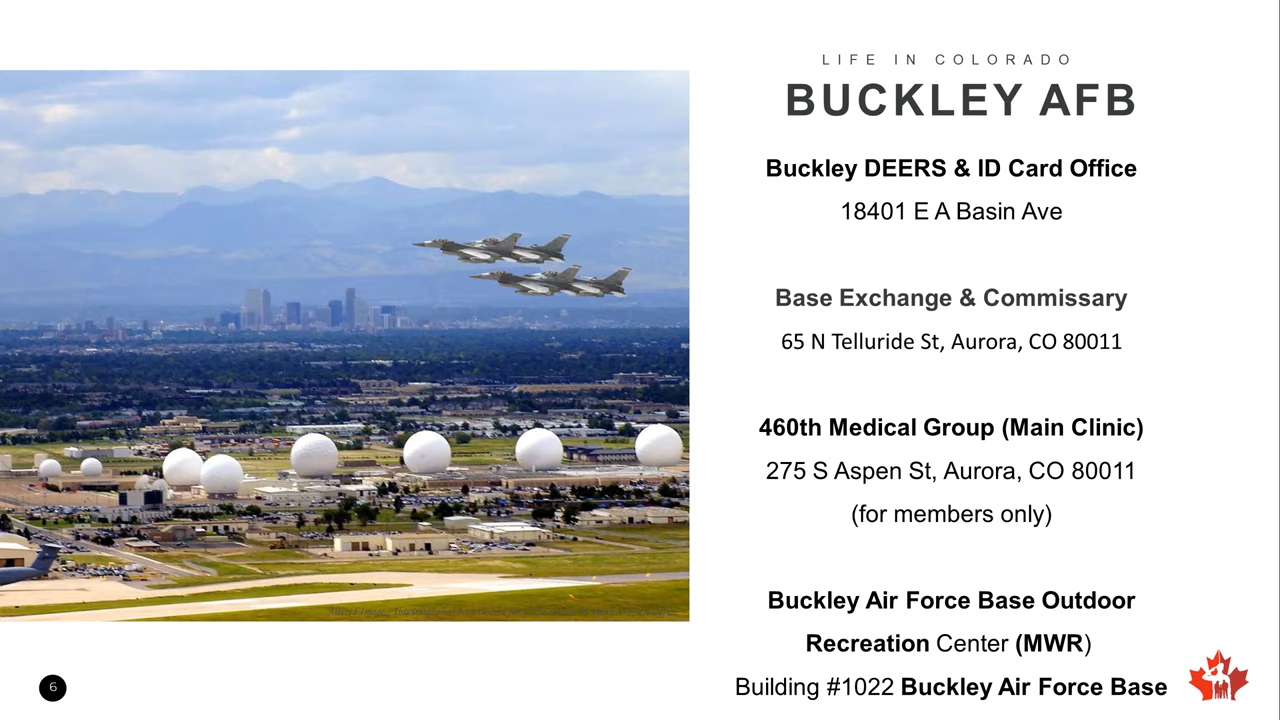 LIFE IN COLORADO
BUCKLEY AFB
Buckley DEERS & ID Card Office
18401 E A Basin Ave
Base Exchange & Commissary
65 N Telluride St, Aurora, CO 80011
460th Medical Group (Main Clinic)
275 S Aspen St, Aurora, CO 80011
(for members only)
Buckley Air Force Base Outdoor
Recreation Center (MWR)
Building #1022 Buckley Air Force Base
6